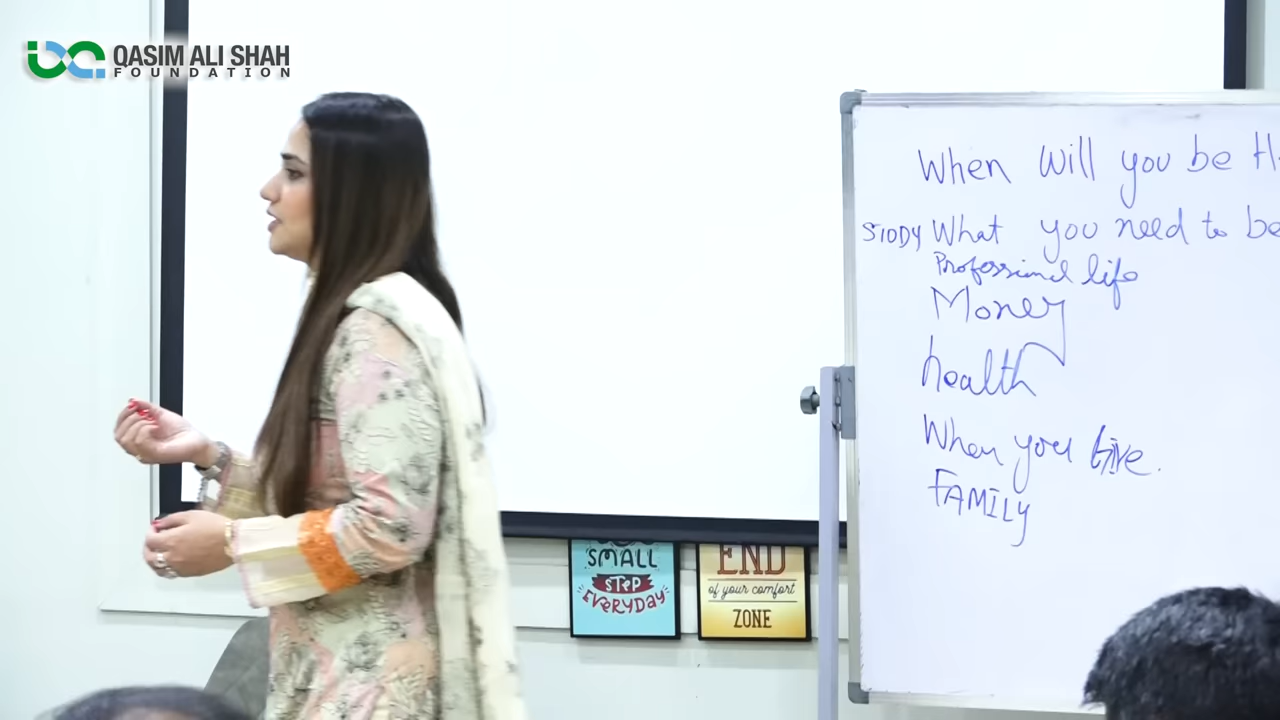 QASIM ALI SHAH
FOUNDATION
When will you be H
STUDY What you need to be
Professional life
Money
health
When you Give.
FAMILY
SMALL
STEP
EVERYDAY
END
of your comfort
ZONE